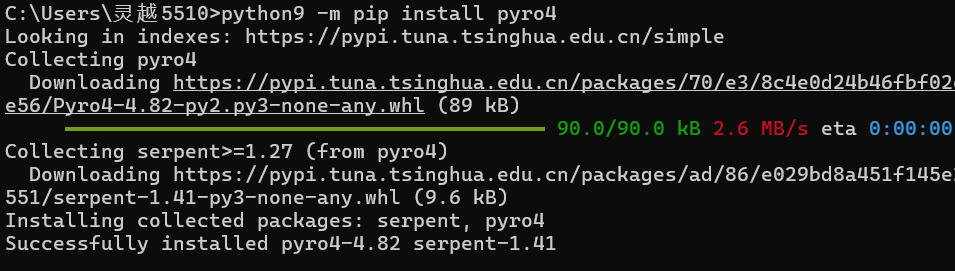 C:\Users\灵越5510>python9 -m pip install pyro4
Looking in indexes: https://pypi.tuna.tsinghua.edu.cn/simple
Collecting pyro4
  Downloading https://pypi.tuna.tsinghua.edu.cn/packages/70/e3/8c4e0d24b46fbf02
e56/Pyro4-4.82-py2.py3-none-any.whl (89 kB)
90.0/90.0 kB 2.6 MB/s eta 0:00:00
Collecting serpent>=1.27 (from pyro4)
  Downloading https://pypi.tuna.tsinghua.edu.cn/packages/ad/86/e029bd8a451f145e
551/serpent-1.41-py3-none-any.whl (9.6 kB)
Installing collected packages: serpent, pyro4
Successfully installed pyro4-4.82 serpent-1.41